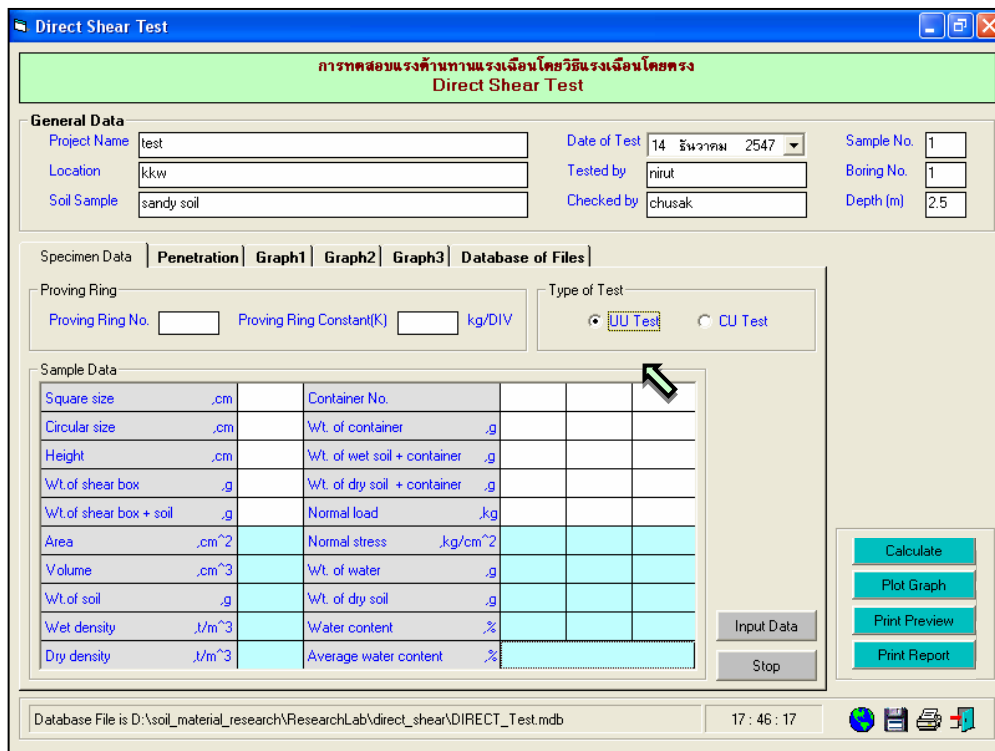 Direct Shear Test
การทดสอบแรงต้านทานแรงเฉือนโดยวิธีแรงเฉือนโดยตรง
Direct Shear Test
General Data
Project Name test Date of Test 14 ธันวาคม 2547 Sample No. 1
Location kkw Tested by nirut Boring No. 1
Soil Sample sandy soil Checked by chusak Depth (m) 2.5
Specimen Data Penetration Graph1 Graph2 Graph3 Database of Files
Proving Ring Type of Test
Proving Ring No. Proving Ring Constant(K) kg/DIV UU Test CU Test
Sample Data
Square size ,cm Container No.
Circular size ,cm Wt. of container ,g
Height ,cm Wt. of wet soil + container ,g
Wt.of shear box ,g Wt. of dry soil + container ,g
Wt.of shear box + soil ,g Normal load ,kg
Area ,cm^2 Normal stress ,kg/cm^2
Volume ,cm^3 Wt. of water ,g
Wt.of soil ,g Wt. of dry soil ,g
Wet density ,t/m^3 Water content ,%
Dry density ,t/m^3 Average water content ,%
Input Data
Stop
Calculate
Plot Graph
Print Preview
Print Report
Database File is D:\soil_material_research\ResearchLab\direct_shear\DIRECT_Test.mdb 17 : 46 : 17